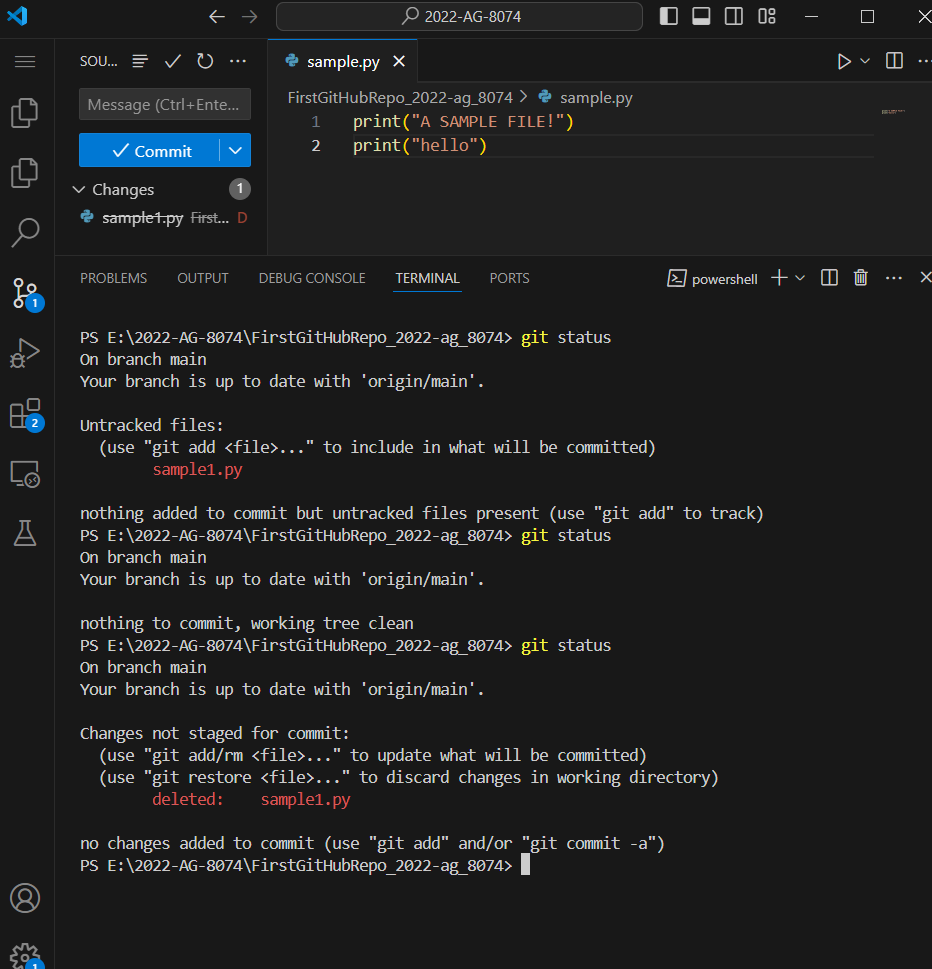 2022-AG-8074
SOU...
sample.py
Message (Ctrl+Ente...
FirstGitHubRepo_2022-ag_8074 > sample.py
1 print("A SAMPLE FILE!")
2 print("hello")
Commit
Changes 1
sample1.py First... D
PROBLEMS OUTPUT DEBUG CONSOLE TERMINAL PORTS powershell
1
2
1
PS E:\2022-AG-8074\FirstGitHubRepo_2022-ag_8074> git status
On branch main
Your branch is up to date with 'origin/main'.
Untracked files:
(use "git add <file>..." to include in what will be committed)
sample1.py
nothing added to commit but untracked files present (use "git add" to track)
PS E:\2022-AG-8074\FirstGitHubRepo_2022-ag_8074> git status
On branch main
Your branch is up to date with 'origin/main'.
nothing to commit, working tree clean
PS E:\2022-AG-8074\FirstGitHubRepo_2022-ag_8074> git status
On branch main
Your branch is up to date with 'origin/main'.
Changes not staged for commit:
(use "git add/rm <file>..." to update what will be committed)
(use "git restore <file>..." to discard changes in working directory)
deleted: sample1.py
no changes added to commit (use "git add" and/or "git commit -a")
PS E:\2022-AG-8074\FirstGitHubRepo_2022-ag_8074>